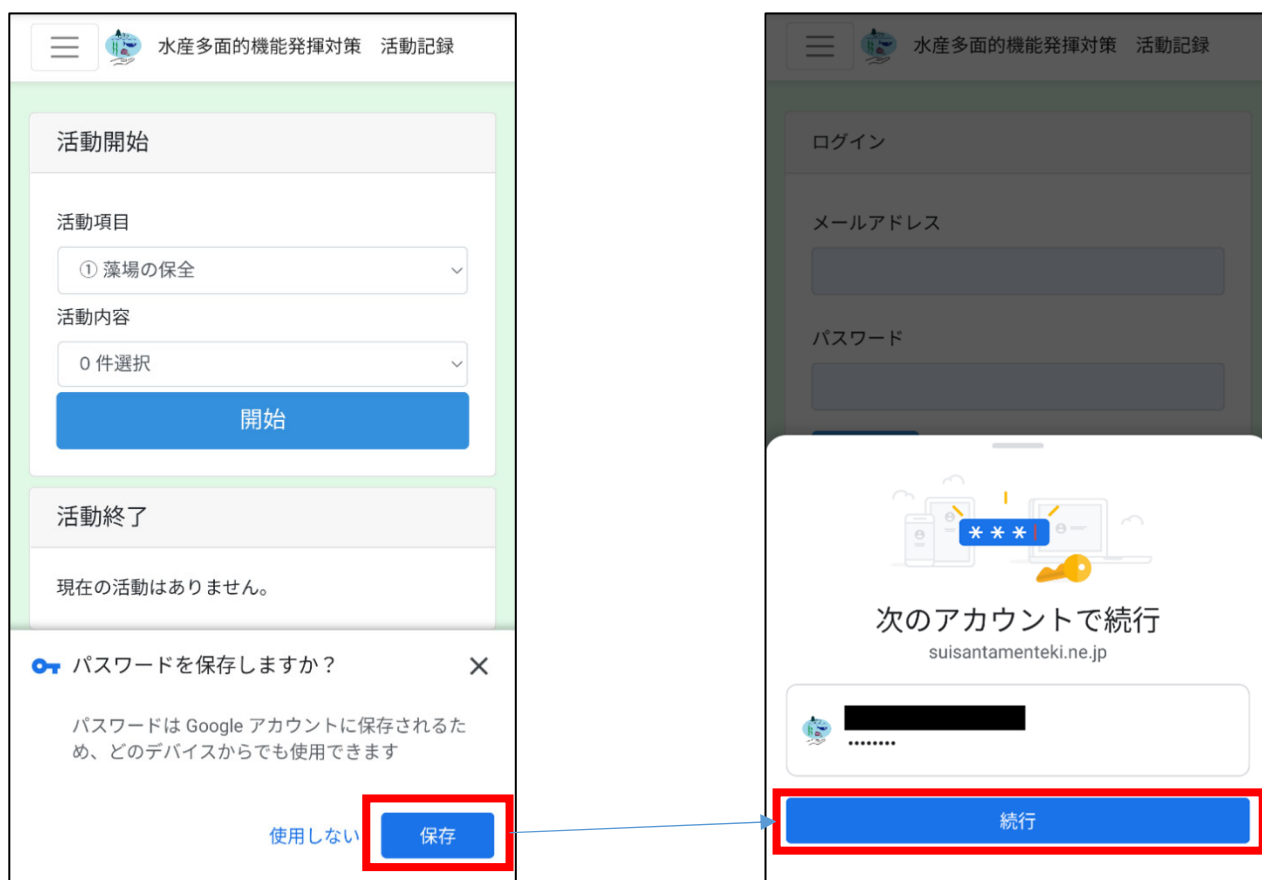 水産多面的機能発揮対策　活動記録
活動開始
活動項目
① 藻場の保全
活動内容
0 件選択
開始
活動終了
現在の活動はありません。
パスワードを保存しますか？
パスワードは Google アカウントに保存されるた
め、どのデバイスからでも使用できます
使用しない
保存
水産多面的機能発揮対策　活動記録
ログイン
メールアドレス
パスワード
***
次のアカウントで続行
suisantamenteki.ne.jp
••••••••
続行